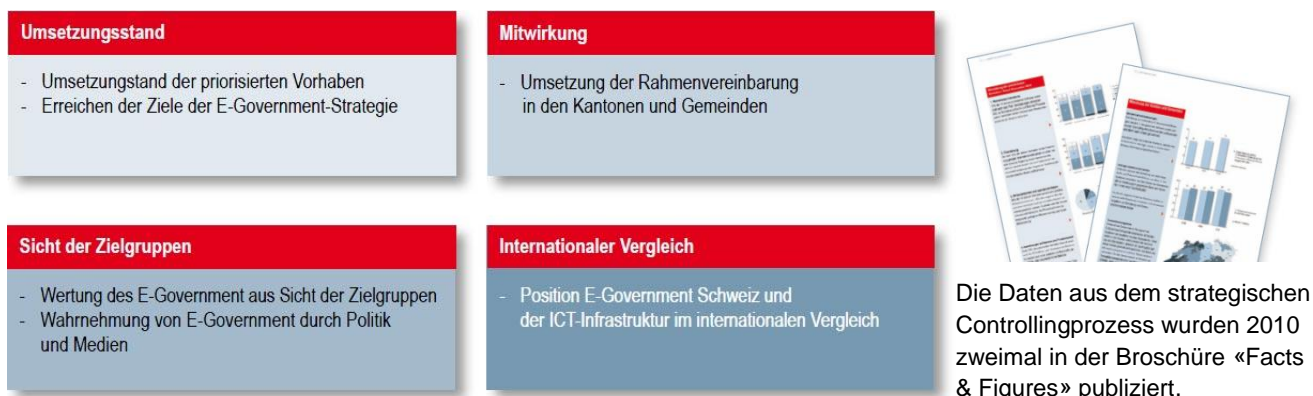 Umsetzungsstand
- Umsetzungstand der priorisierten Vorhaben
- Erreichen der Ziele der E-Government-Strategie
Mitwirkung
- Umsetzung der Rahmenvereinbarung
in den Kantonen und Gemeinden
Sicht der Zielgruppen
- Wertung des E-Government aus Sicht der Zielgruppen
- Wahrnehmung von E-Government durch Politik
und Medien
Internationaler Vergleich
- Position E-Government Schweiz und
der ICT-Infrastruktur im internationalen Vergleich
Die Daten aus dem strategischen
Controllingprozess wurden 2010
zweimal in der Broschüre «Facts
& Figures» publiziert.